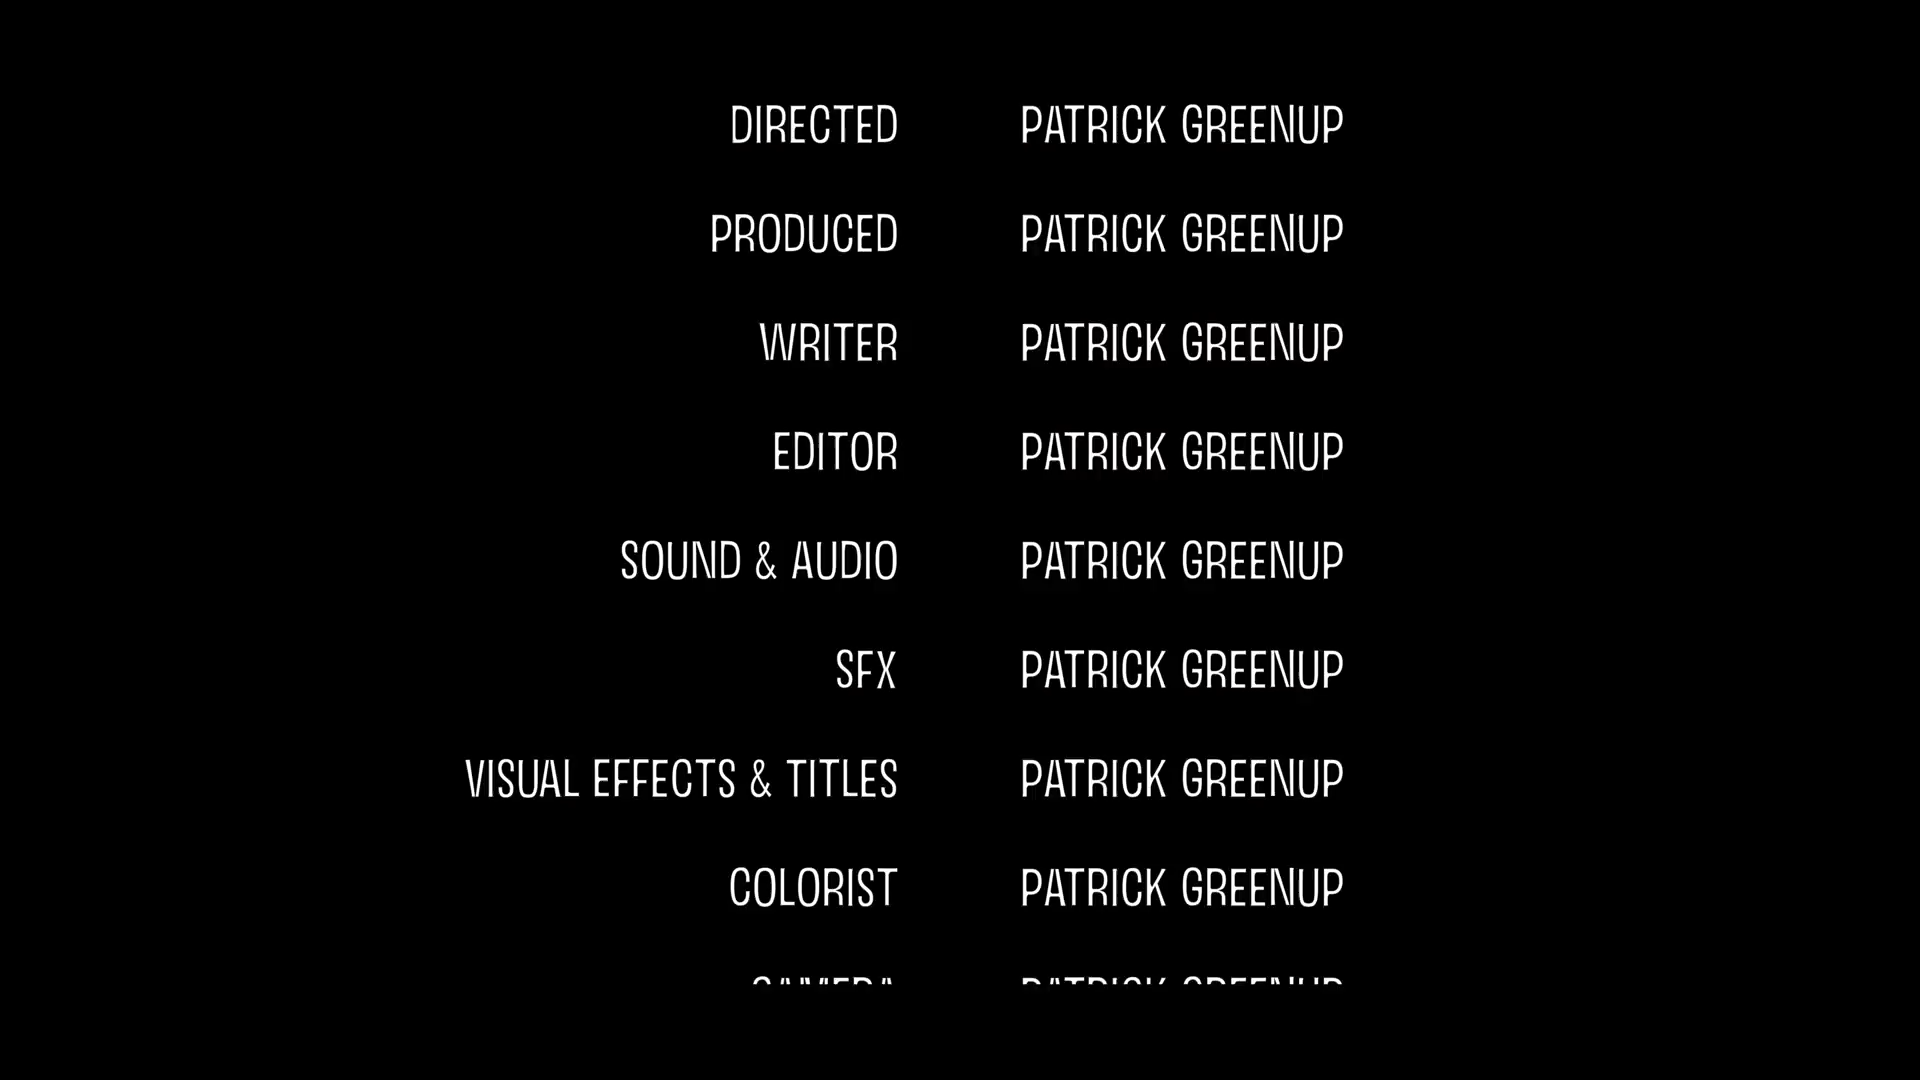 DIRECTED PATRICK GREENUP
PRODUCED PATRICK GREENUP
WRITER PATRICK GREENUP
EDITOR PATRICK GREENUP
SOUND & AUDIO PATRICK GREENUP
SFX PATRICK GREENUP
VISUAL EFFECTS & TITLES PATRICK GREENUP
COLORIST PATRICK GREENUP